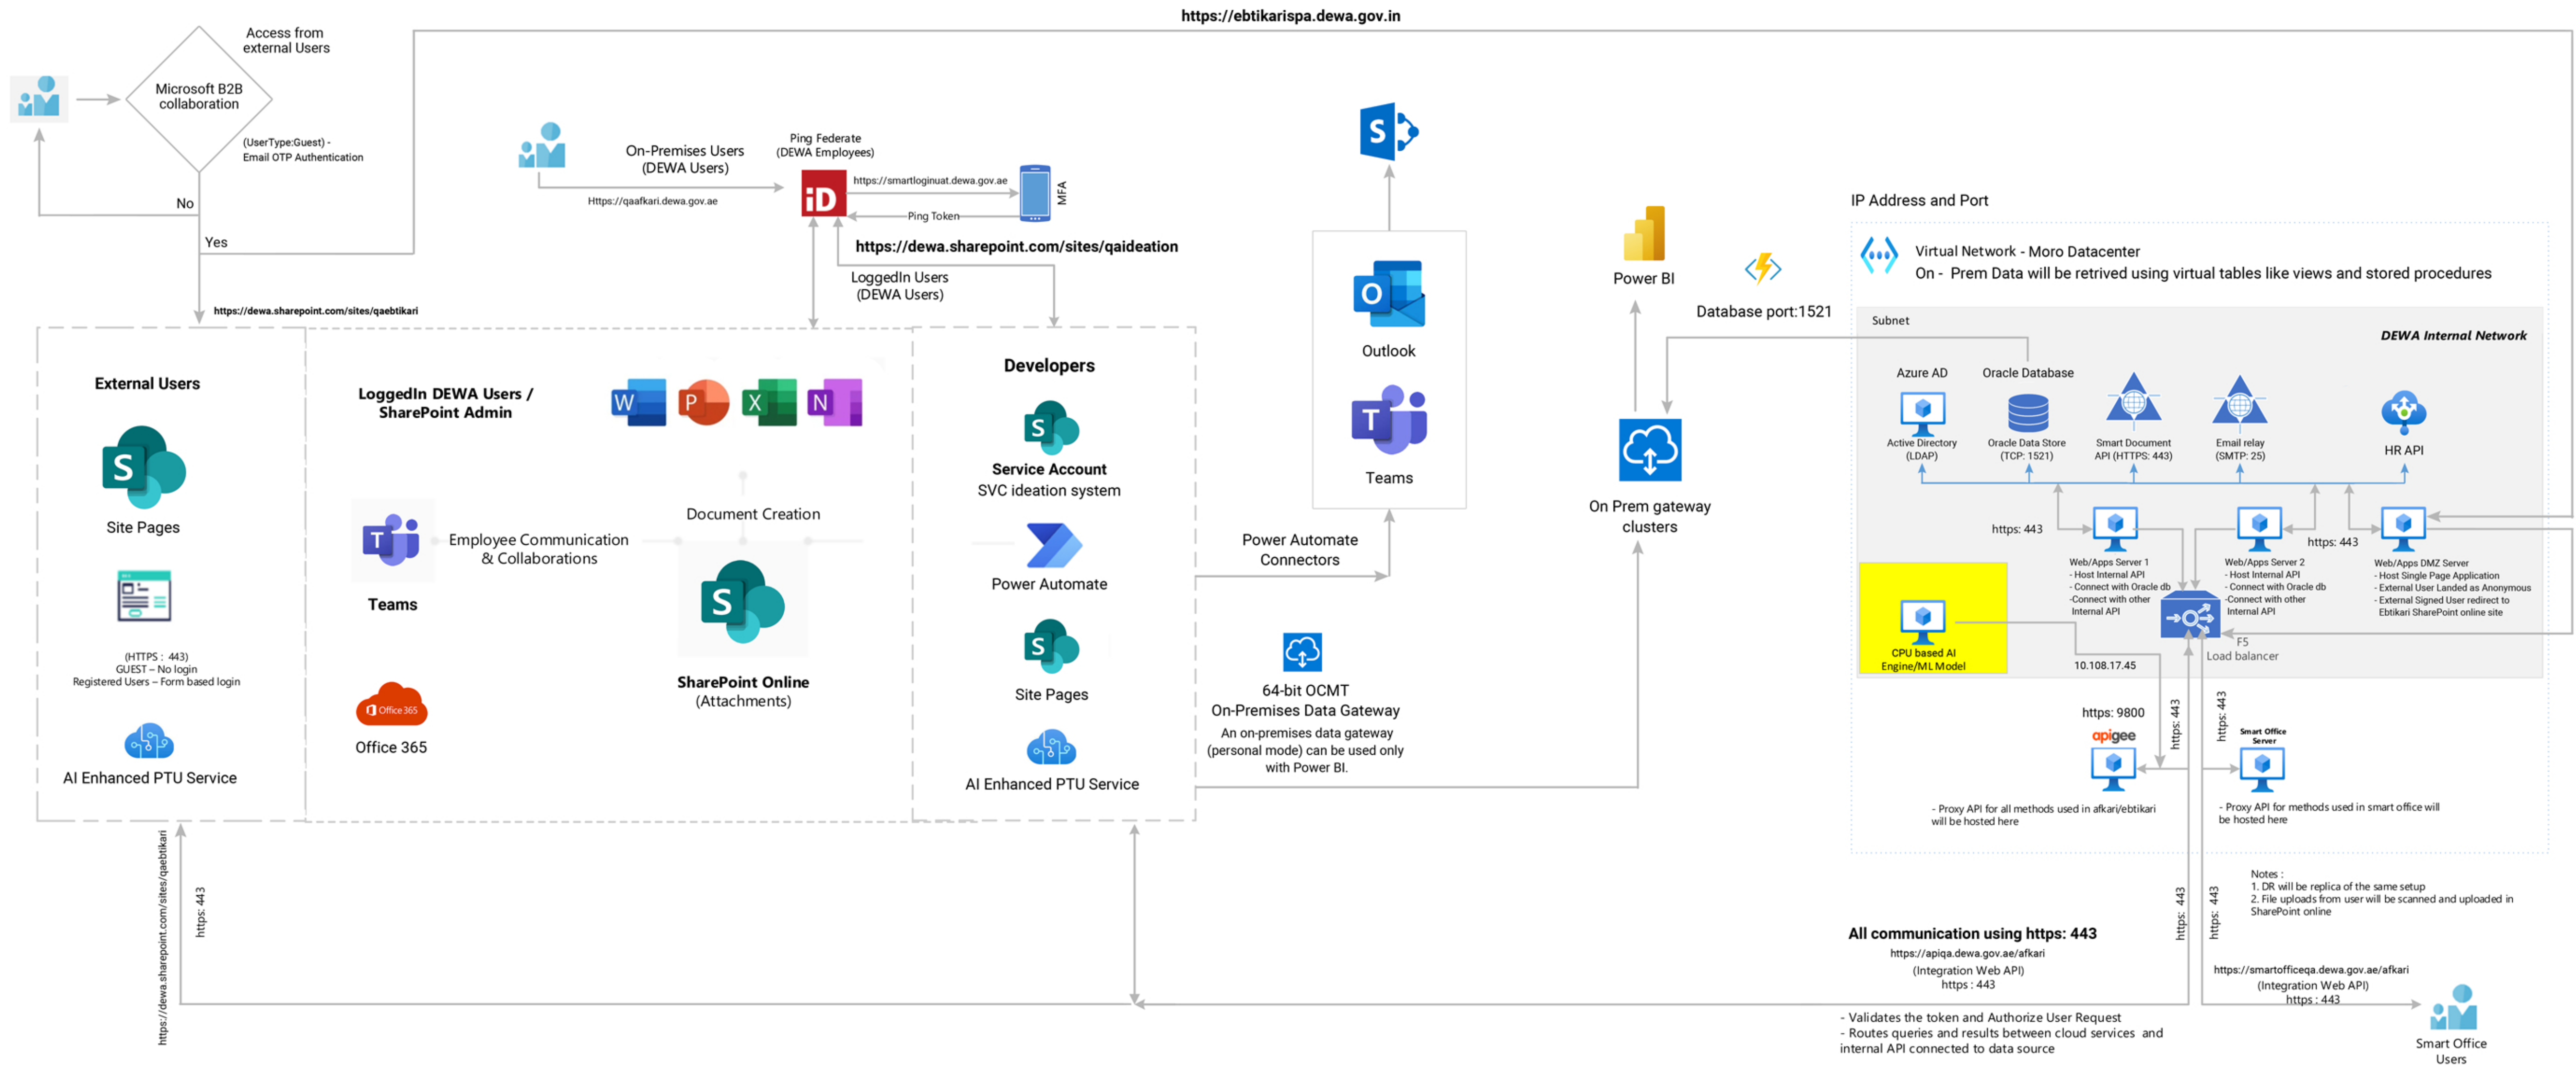 https://ebtikarispa.dewa.gov.in
Access from
external Users
Microsoft B2B
collaboration
(UserType:Guest) -
Email OTP Authentication
No
Yes
https://dewa.sharepoint.com/sites/qaebtikari
On-Premises Users
(DEWA Users)
Https://qaafkari.dewa.gov.ae
Ping Federate
(DEWA Employees)
iD
https://smartloginuat.dewa.gov.ae
Ping Token
MFA
https://dewa.sharepoint.com/sites/qaideation
LoggedIn Users
(DEWA Users)
External Users
S
Site Pages
(HTTPS : 443)
GUEST – No login
Registered Users – Form based login
AI Enhanced PTU Service
LoggedIn DEWA Users /
SharePoint Admin
W
P
X
N
T
Teams
Employee Communication
& Collaborations
Document Creation
S
SharePoint Online
(Attachments)
Office 365
Office 365
Developers
S
Service Account
SVC ideation system
Power Automate
S
Site Pages
AI Enhanced PTU Service
S
O
Outlook
T
Teams
Power Automate
Connectors
64-bit OCMT
On-Premises Data Gateway
An on-premises data gateway
(personal mode) can be used only
with Power BI.
Power BI
Database port:1521
On Prem gateway
clusters
IP Address and Port
Virtual Network - Moro Datacenter
On - Prem Data will be retrived using virtual tables like views and stored procedures
Subnet
DEWA Internal Network
Azure AD
Active Directory
(LDAP)
Oracle Database
Oracle Data Store
(TCP: 1521)
Smart Document
API (HTTPS: 443)
Email relay
(SMTP: 25)
HR API
https: 443
https: 443
Web/Apps Server 1
- Host Internal API
- Connect with Oracle db
-Connect with other
Internal API
Web/Apps Server 2
- Host Internal API
- Connect with Oracle db
-Connect with other
Internal API
Web/Apps DMZ Server
- Host Single Page Application
- External User Landed as Anonymous
- External Signed User redirect to
Ebtikari SharePoint online site
CPU based AI
Engine/ML Model
F5
Load balancer
10.108.17.45
https: 9800
https: 443
https: 443
apigee
Smart Office
Server
- Proxy API for all methods used in afkari/ebtikari
will be hosted here
- Proxy API for methods used in smart office will
be hosted here
Notes :
1. DR will be replica of the same setup
2. File uploads from user will be scanned and uploaded in
SharePoint online
https: 443
https: 443
All communication using https: 443
https://apiqa.dewa.gov.ae/afkari
(Integration Web API)
https : 443
https://smartofficeqa.dewa.gov.ae/afkari
(Integration Web API)
https : 443
- Validates the token and Authorize User Request
- Routes queries and results between cloud services and
internal API connected to data source
Smart Office
Users
https://dewa.sharepoint.com/sites/qaebtikari
https: 443